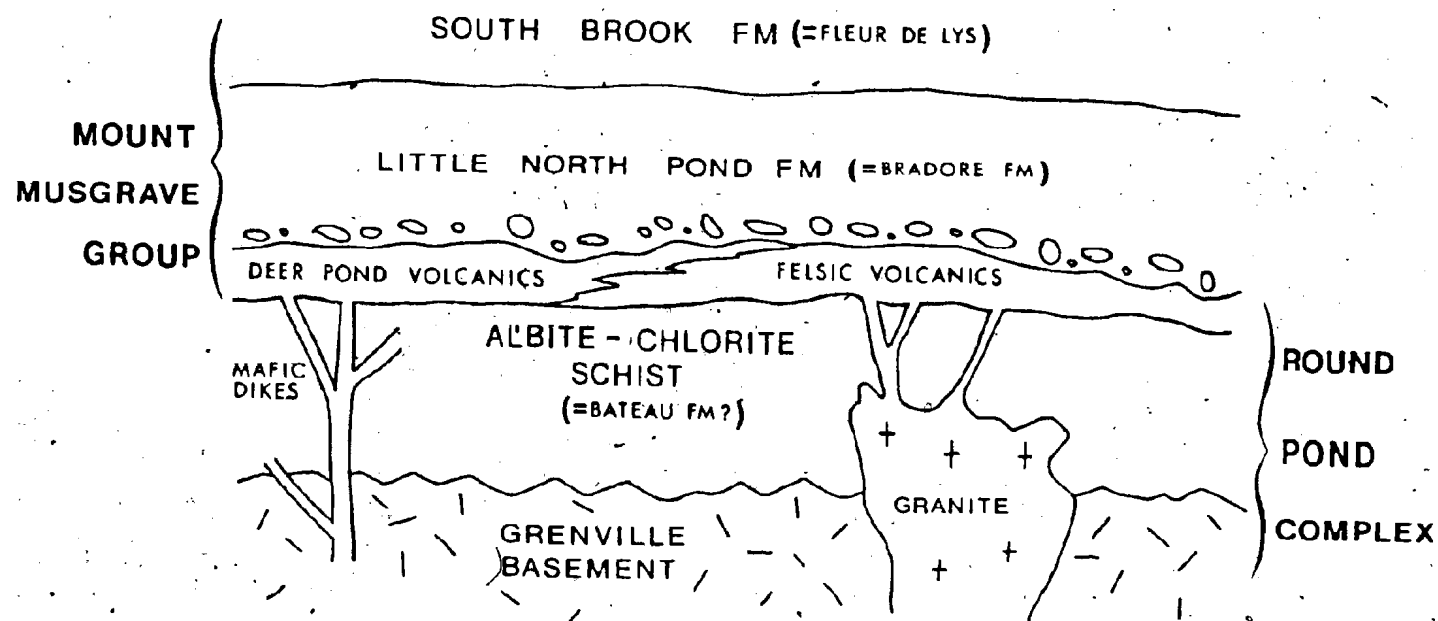 SOUTH BROOK FM (=FLEUR DE LYS)
MOUNT
MUSGRAVE
GROUP
LITTLE NORTH POND FM (=BRADORE FM)
DEER POND VOLCANICS
FELSIC VOLCANICS
ALBITE - CHLORITE
SCHIST
(=BATEAU FM?)
MAFIC
DIKES
ROUND
POND
COMPLEX
GRANITE
GRENVILLE
BASEMENT